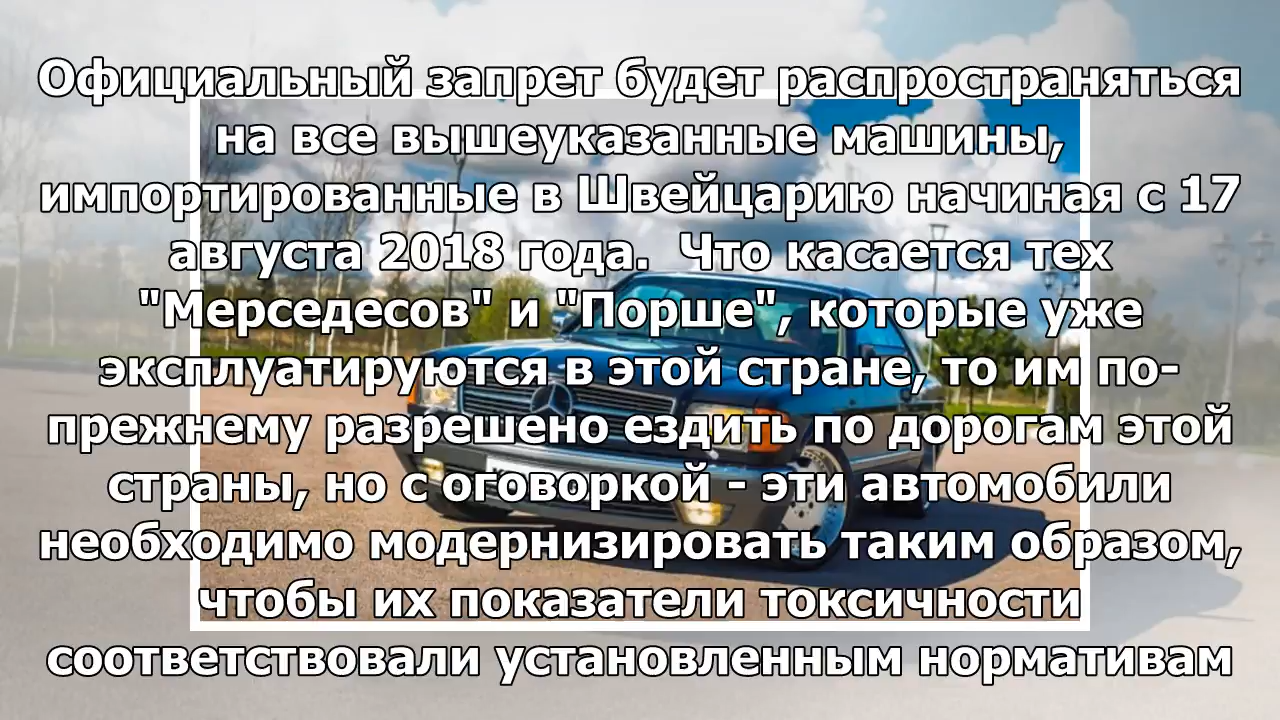 Официальный запрет будет распространяться
на все вышеуказанные машины,
импортированные в Швейцарию начиная с 17
августа 2018 года.  Что касается тех
"Мерседесов" и "Порше", которые уже
эксплуатируются в этой стране, то им по-
прежнему разрешено ездить по дорогам этой
страны, но с оговоркой - эти автомобили
необходимо модернизировать таким образом,
чтобы их показатели токсичности
соответствовали установленным нормативам